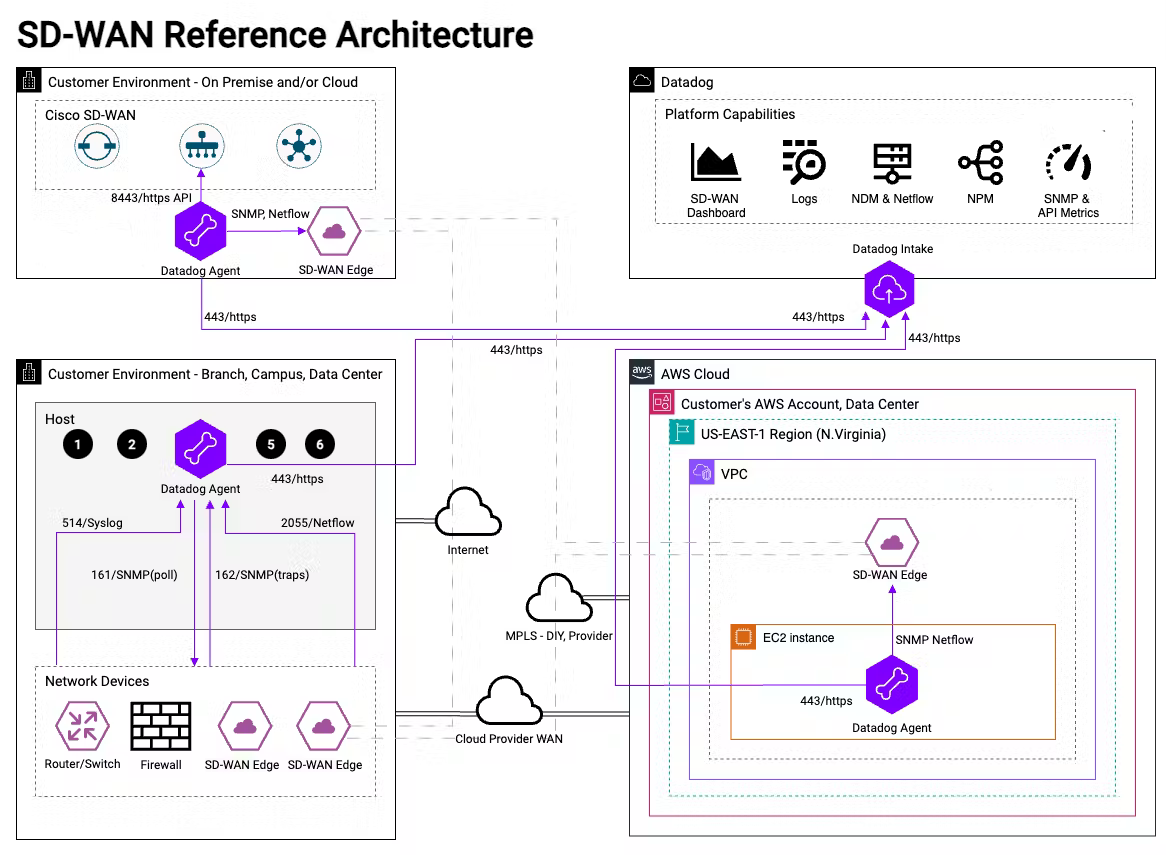 SD-WAN Reference Architecture
Customer Environment - On Premise and/or Cloud
Cisco SD-WAN
8443/https API
SNMP, Netflow
Datadog Agent
SD-WAN Edge
443/https
Datadog
Platform Capabilities
SD-WAN
Dashboard
Logs
NDM & Netflow
NPM
SNMP &
API Metrics
Datadog Intake
443/https
443/https
443/https
Customer Environment - Branch, Campus, Data Center
Host
1
2
5
6
Datadog Agent
443/https
514/Syslog
2055/Netflow
161/SNMP(poll)
162/SNMP(traps)
Network Devices
Router/Switch
Firewall
SD-WAN Edge
SD-WAN Edge
Internet
MPLS - DIY, Provider
Cloud Provider WAN
aws
AWS Cloud
Customer's AWS Account, Data Center
US-EAST-1 Region (N.Virginia)
VPC
SD-WAN Edge
EC2 instance
SNMP Netflow
443/https
Datadog Agent